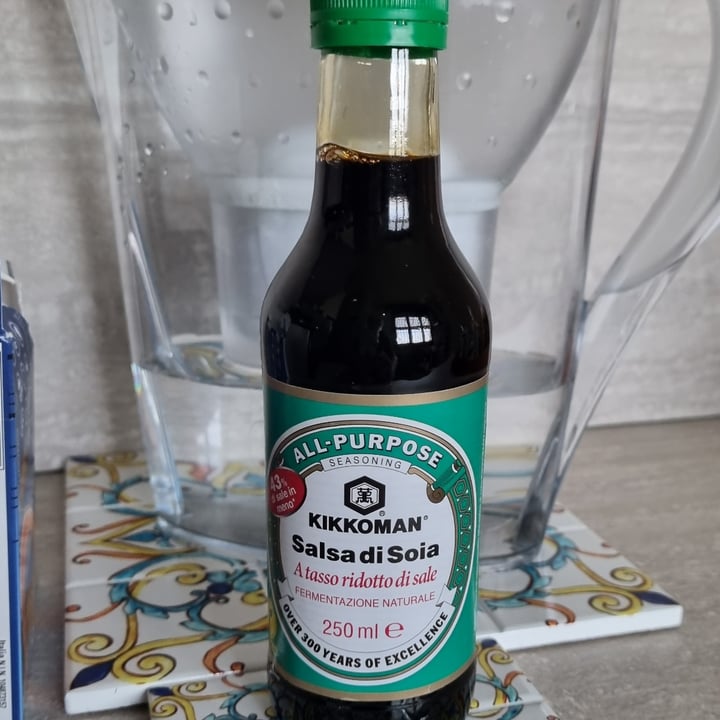 ALL-PURPOSE
SEASONING
43%
di sale in
meno*
萬
®
KIKKOMAN®
Salsa di Soia
A tasso ridotto di sale
FERMENTAZIONE NATURALE
250 ml ℮
OVER 300 YEARS OF EXCELLENCE